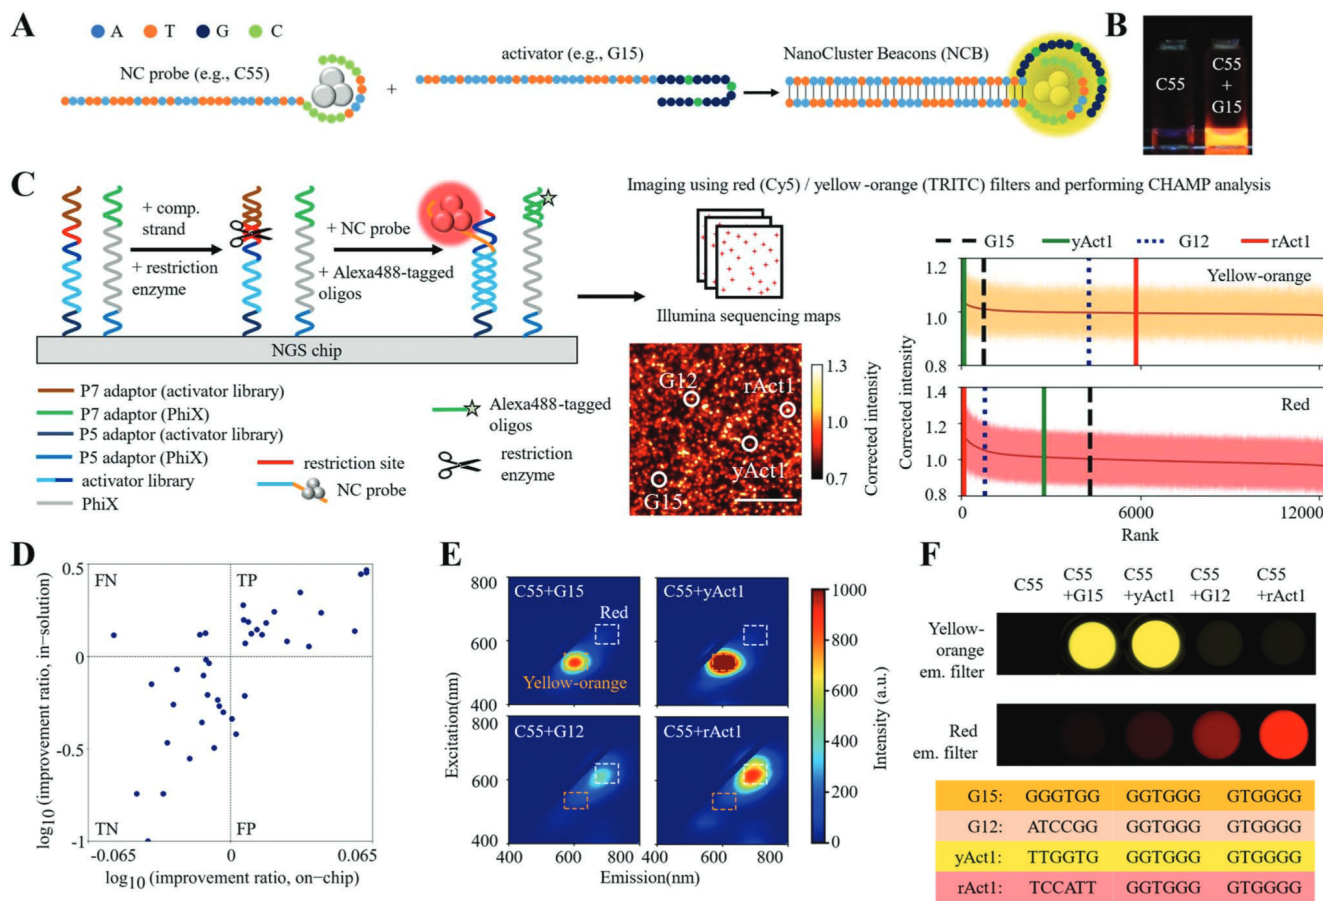 A
A T G C
NC probe (e.g., C55)
+
activator (e.g., G15)
NanoCluster Beacons (NCB)
B
C55
C55
+
G15
C
+ comp.
strand
+ restriction
enzyme
+ NC probe
+ Alexa488-tagged
oligos
NGS chip
P7 adaptor (activator library)
P7 adaptor (PhiX)
P5 adaptor (activator library)
P5 adaptor (PhiX)
activator library
PhiX
restriction site
NC probe
Alexa488-tagged
oligos
restriction
enzyme
Imaging using red (Cy5) / yellow-orange (TRITC) filters and performing CHAMP analysis
Illumina sequencing maps
G12
rAct1
yAct1
G15
1.3
1.0
0.7
Corrected intensity
G15 yAct1 G12 rAct1
Yellow-orange
1.2
1.0
0.8
Red
1.4
1.2
1.0
0.8
Corrected intensity
0 6000 12000
Rank
D
FN TP
TN FP
0.5
0
-0.5
-1
-0.065 0 0.065
log10 (improvement ratio, in-solution)
log10 (improvement ratio, on-chip)
E
C55+G15
Red
Yellow-orange
C55+yAct1
C55+G12
C55+rAct1
800
600
400
800
600
400
Excitation(nm)
400 600 800 400 600 800
Emission(nm)
1000
800
600
400
200
0
Intensity (a.u.)
F
C55
C55
+G15
C55
+yAct1
C55
+G12
C55
+rAct1
Yellow-
orange
em. filter
Red
em. filter
G15: GGGTGG GGTGGG GTGGGG
G12: ATCCGG GGTGGG GTGGGG
yAct1: TTGGTG GGTGGG GTGGGG
rAct1: TCCATT GGTGGG GTGGGG